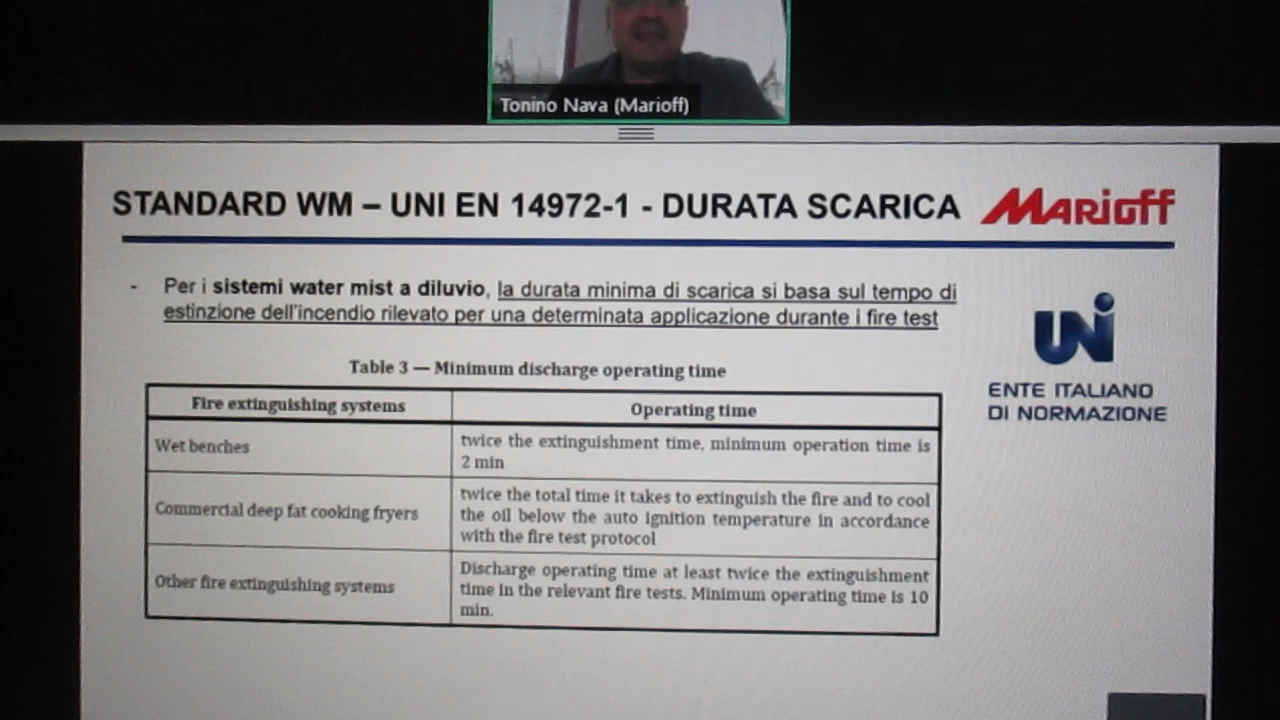 Tonino Nava (Marioff)
STANDARD WM – UNI EN 14972-1 - DURATA SCARICA
Marioff
- Per i sistemi water mist a diluvio, la durata minima di scarica si basa sul tempo di
estinzione dell'incendio rilevato per una determinata applicazione durante i fire test
UNI
ENTE ITALIANO
DI NORMAZIONE
Table 3 — Minimum discharge operating time
Fire extinguishing systems
Operating time
Wet benches
twice the extinguishment time, minimum operation time is
2 min
Commercial deep fat cooking fryers
twice the total time it takes to extinguish the fire and to cool
the oil below the auto ignition temperature in accordance
with the fire test protocol
Other fire extinguishing systems
Discharge operating time at least twice the extinguishment
time in the relevant fire tests. Minimum operating time is 10
min.